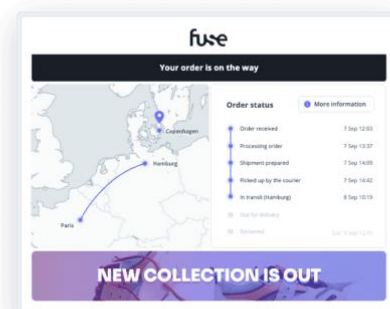 fuse
Your order is on the way
Copenhagen
Hamburg
Paris
Order status
More information
Order received 7 Sep 12:03
Processing order 7 Sep 13:37
Shipment prepared 7 Sep 14:09
Picked up by the courier 7 Sep 14:42
In transit (Hamburg) 8 Sep 10:19
Out for delivery
Delivered
NEW COLLECTION IS OUT